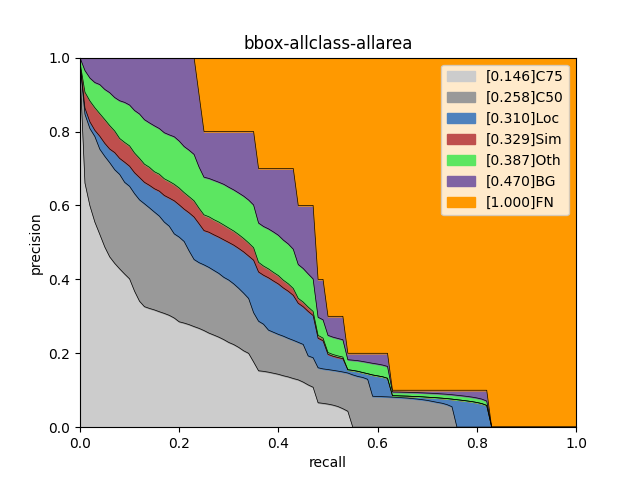 bbox-allclass-allarea
1.0
0.8
0.6
0.4
0.2
0.0
precision
[0.146]C75
[0.258]C50
[0.310]Loc
[0.329]Sim
[0.387]Oth
[0.470]BG
[1.000]FN
0.0 0.2 0.4 0.6 0.8 1.0
recall